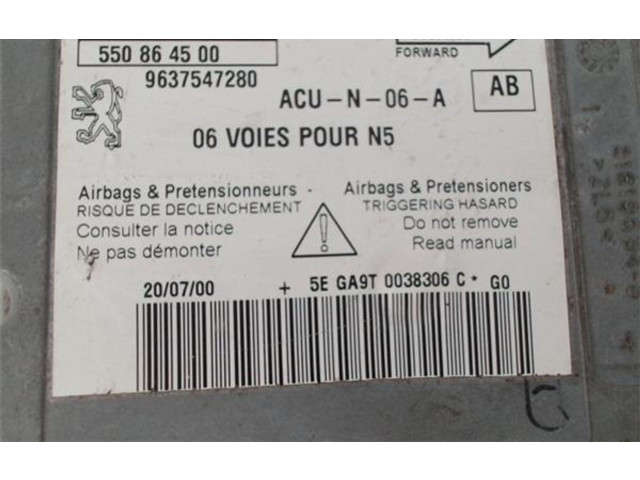 550 86 45 00
FORWARD
9637547280
ACU-N-06-A
AB
06 VOIES POUR N5
Airbags & Pretensionneurs -
RISQUE DE DECLENCHEMENT
Consulter la notice
Ne pas démonter
Airbags & Pretensioners
TRIGGERING HASARD
Do not remove
Read manual
20/07/00 + 5E GA9T 0038306 C * G0